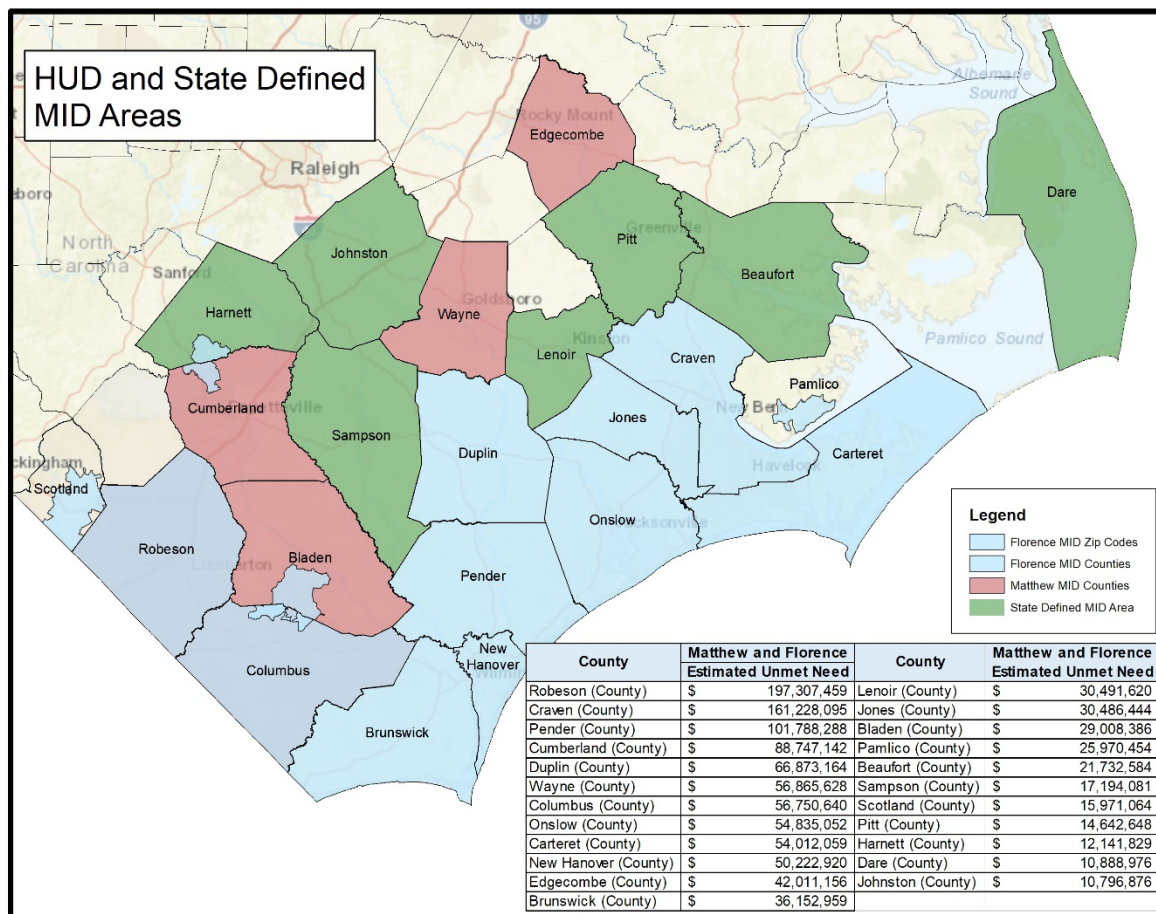 HUD and State Defined
MID Areas
95
Albemarle
Sound
Rocky Mount
Edgecombe
Raleigh
Dare
boro
40
Pitt
Greenville
North
Carolina
Johnston
Sanford
Beaufort
Goldsboro
Harnett
Wayne
Pamlico Sound
Kinston
Lenoir
Craven
Pamlico
Cumberland
New Bern
Jones
Sampson
Duplin
Carteret
Havelock
ckingham
Scotland
Onslow
Jacksonville
Robeson
Bladen
Lumberton
Pender
Columbus
New
Hanover
Brunswick
Legend
Florence MID Zip Codes
Florence MID Counties
Matthew MID Counties
State Defined MID Area
County Matthew and Florence Estimated Unmet Need County Matthew and Florence Estimated Unmet Need
Robeson (County) $ 197,307,459 Lenoir (County) $ 30,491,620
Craven (County) $ 161,228,095 Jones (County) $ 30,486,444
Pender (County) $ 101,788,288 Bladen (County) $ 29,008,386
Cumberland (County) $ 88,747,142 Pamlico (County) $ 25,970,454
Duplin (County) $ 66,873,164 Beaufort (County) $ 21,732,584
Wayne (County) $ 56,865,628 Sampson (County) $ 17,194,081
Columbus (County) $ 56,750,640 Scotland (County) $ 15,971,064
Onslow (County) $ 54,835,052 Pitt (County) $ 14,642,648
Carteret (County) $ 54,012,059 Harnett (County) $ 12,141,829
New Hanover (County) $ 50,222,920 Dare (County) $ 10,888,976
Edgecombe (County) $ 42,011,156 Johnston (County) $ 10,796,876
Brunswick (County) $ 36,152,959